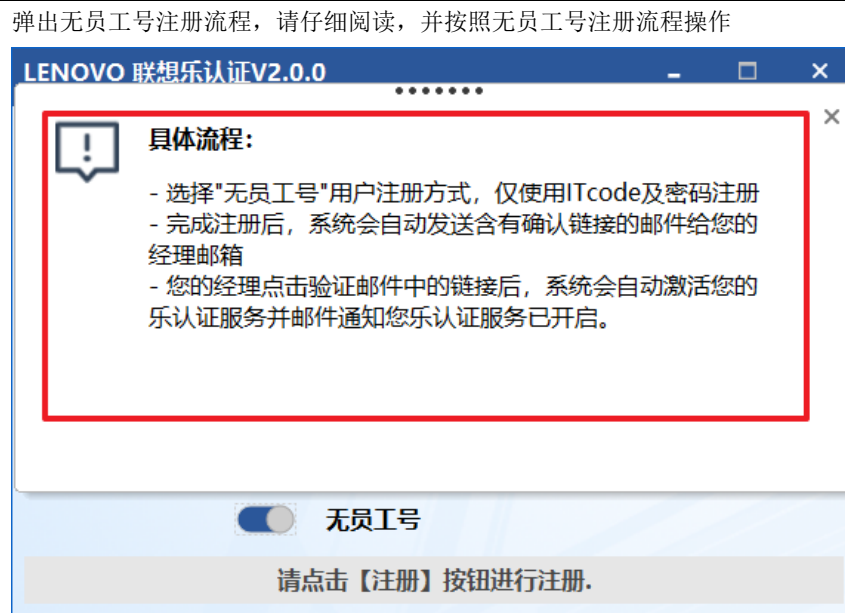 弹出无员工号注册流程，请仔细阅读，并按照无员工号注册流程操作
LENOVO 联想乐认证V2.0.0
具体流程：
- 选择"无员工号"用户注册方式，仅使用ITcode及密码注册
- 完成注册后，系统会自动发送含有确认链接的邮件给您的
经理邮箱
- 您的经理点击验证邮件中的链接后，系统会自动激活您的
乐认证服务并邮件通知您乐认证服务已开启。
无员工号
请点击【注册】按钮进行注册.